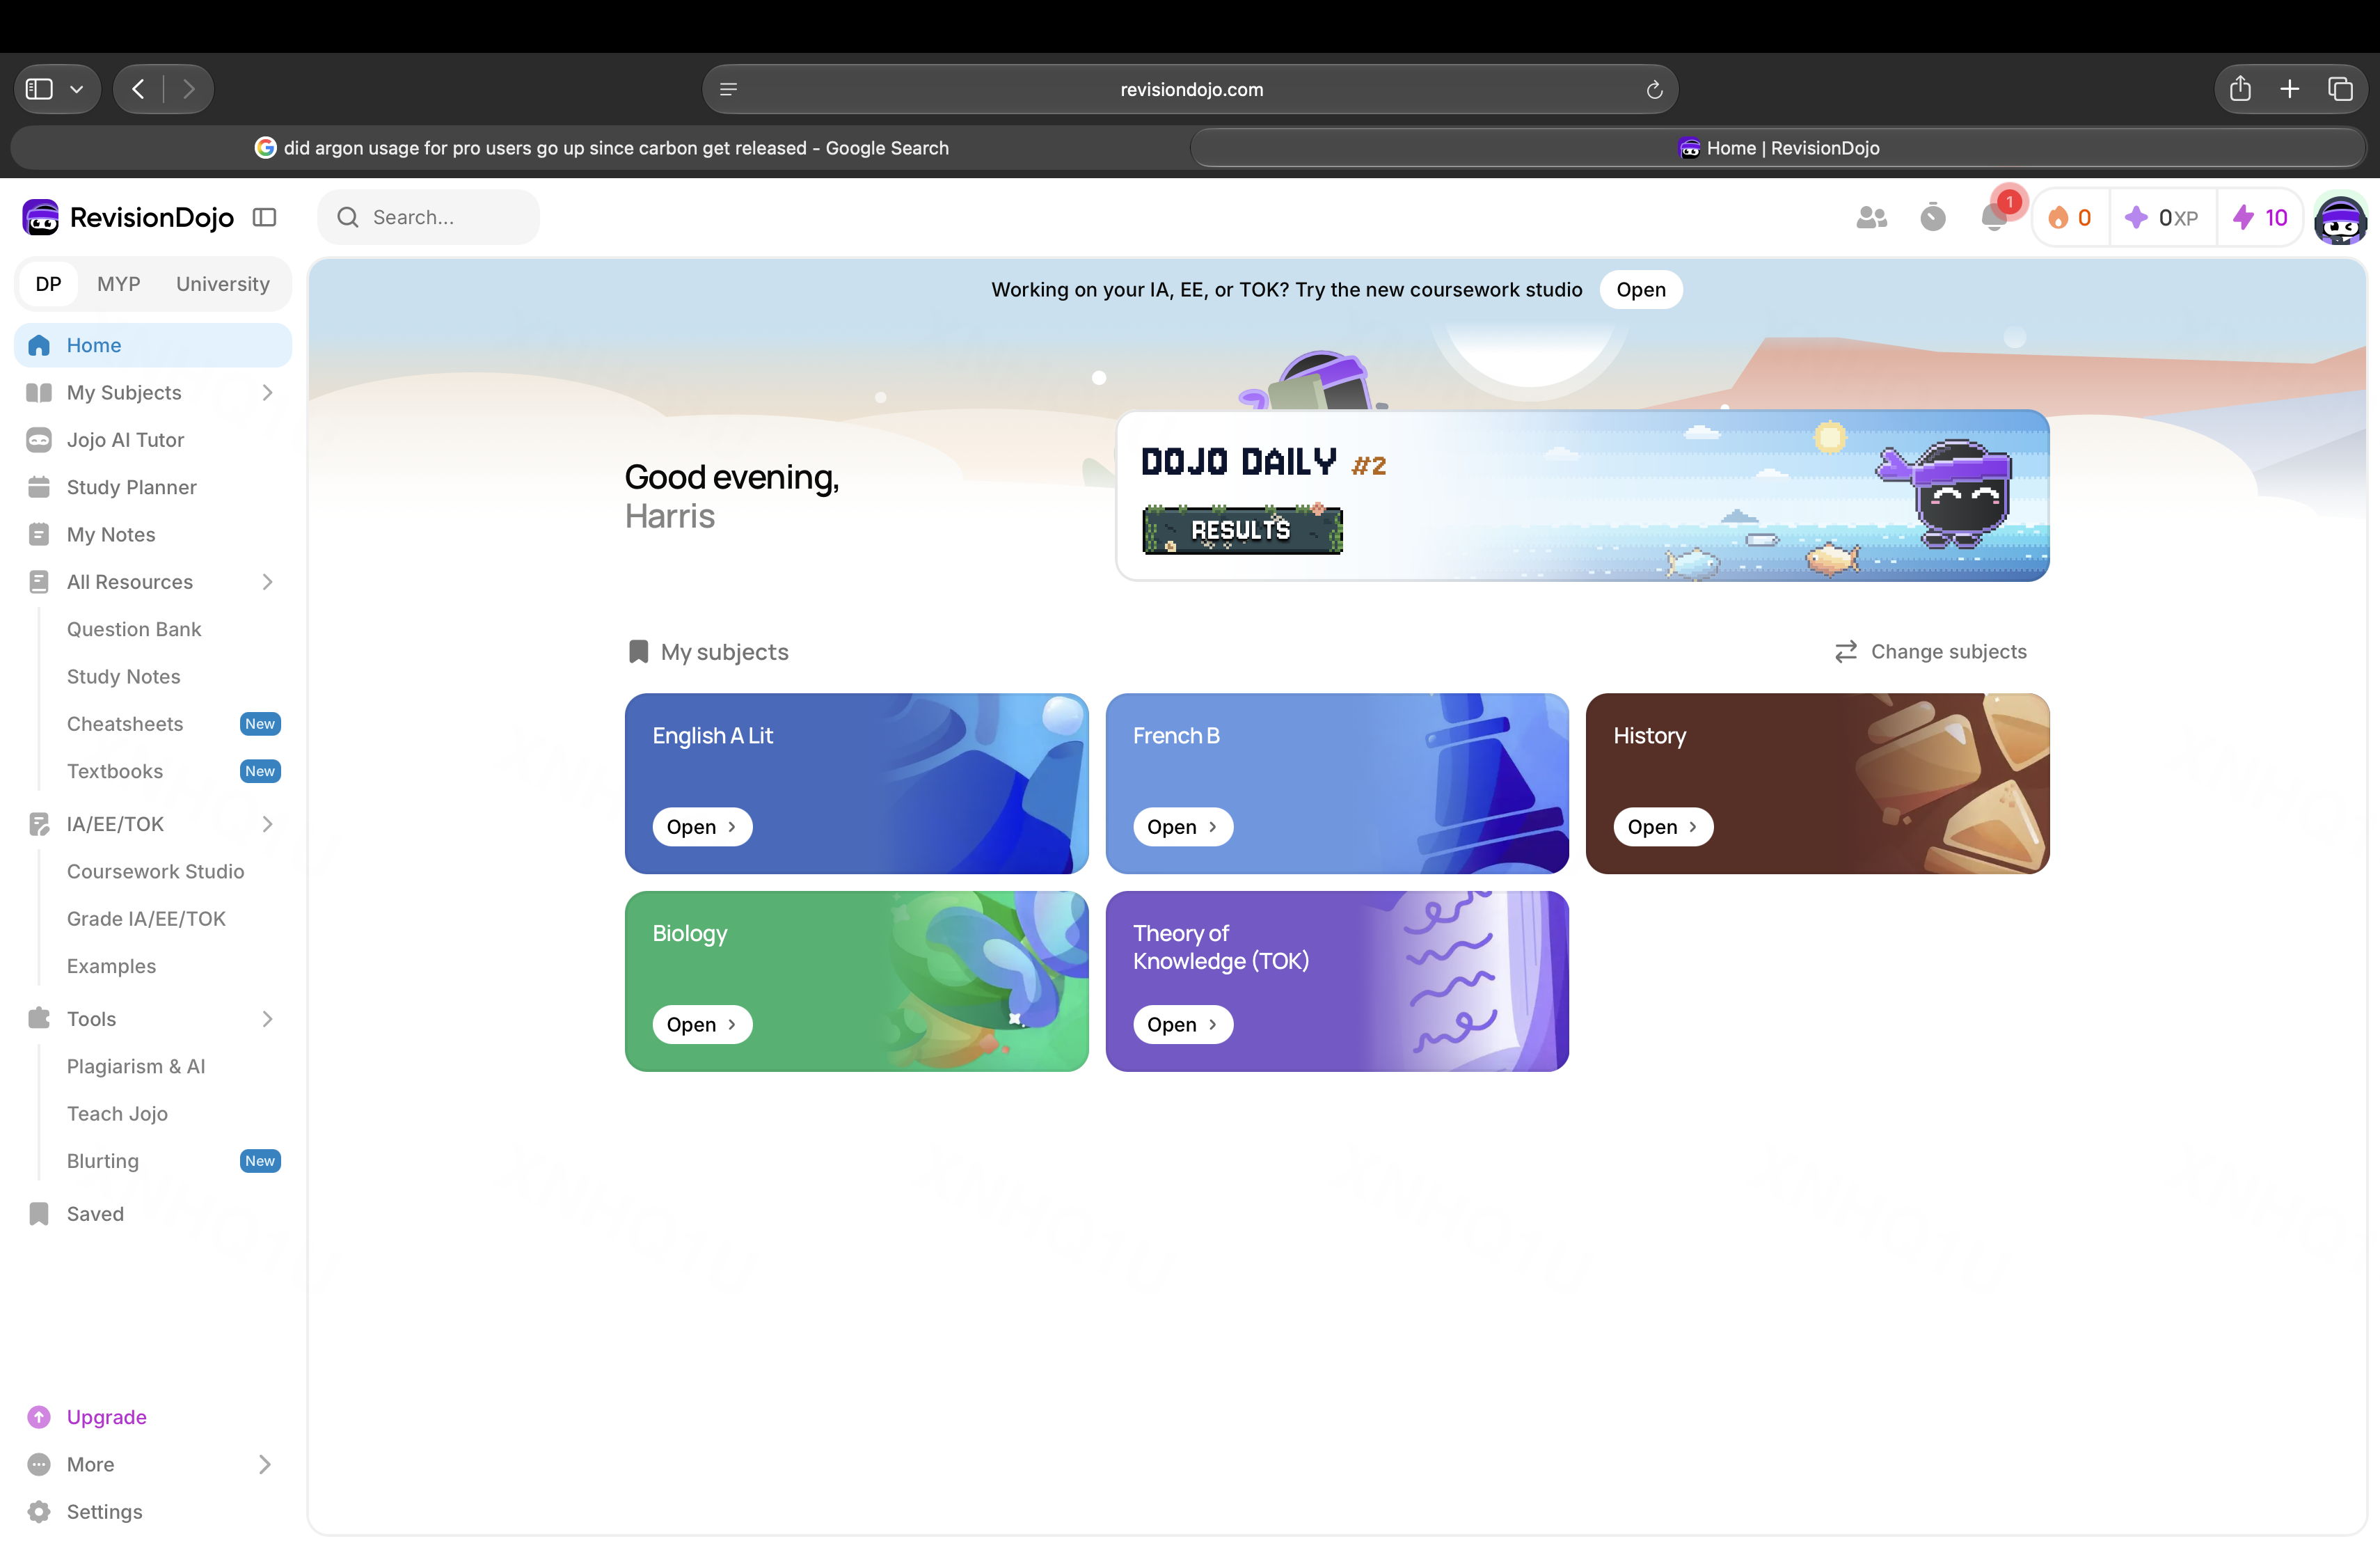 revisiondojo.com
did argon usage for pro users go up since carbon get released - Google Search
Home | RevisionDojo
RevisionDojo
Search...
1
0
0XP
10
DP
MYP
University
Working on your IA, EE, or TOK? Try the new coursework studio
Open
Home
My Subjects
Jojo AI Tutor
Study Planner
My Notes
All Resources
Question Bank
Study Notes
Cheatsheets
New
Textbooks
New
IA/EE/TOK
Coursework Studio
Grade IA/EE/TOK
Examples
Tools
Plagiarism & AI
Teach Jojo
Blurting
New
Saved
Upgrade
More
Settings
Good evening,
Harris
DOJO DAILY #2
RESULTS
My subjects
Change subjects
English A Lit
Open
French B
Open
History
Open
Biology
Open
Theory of
Knowledge (TOK)
Open